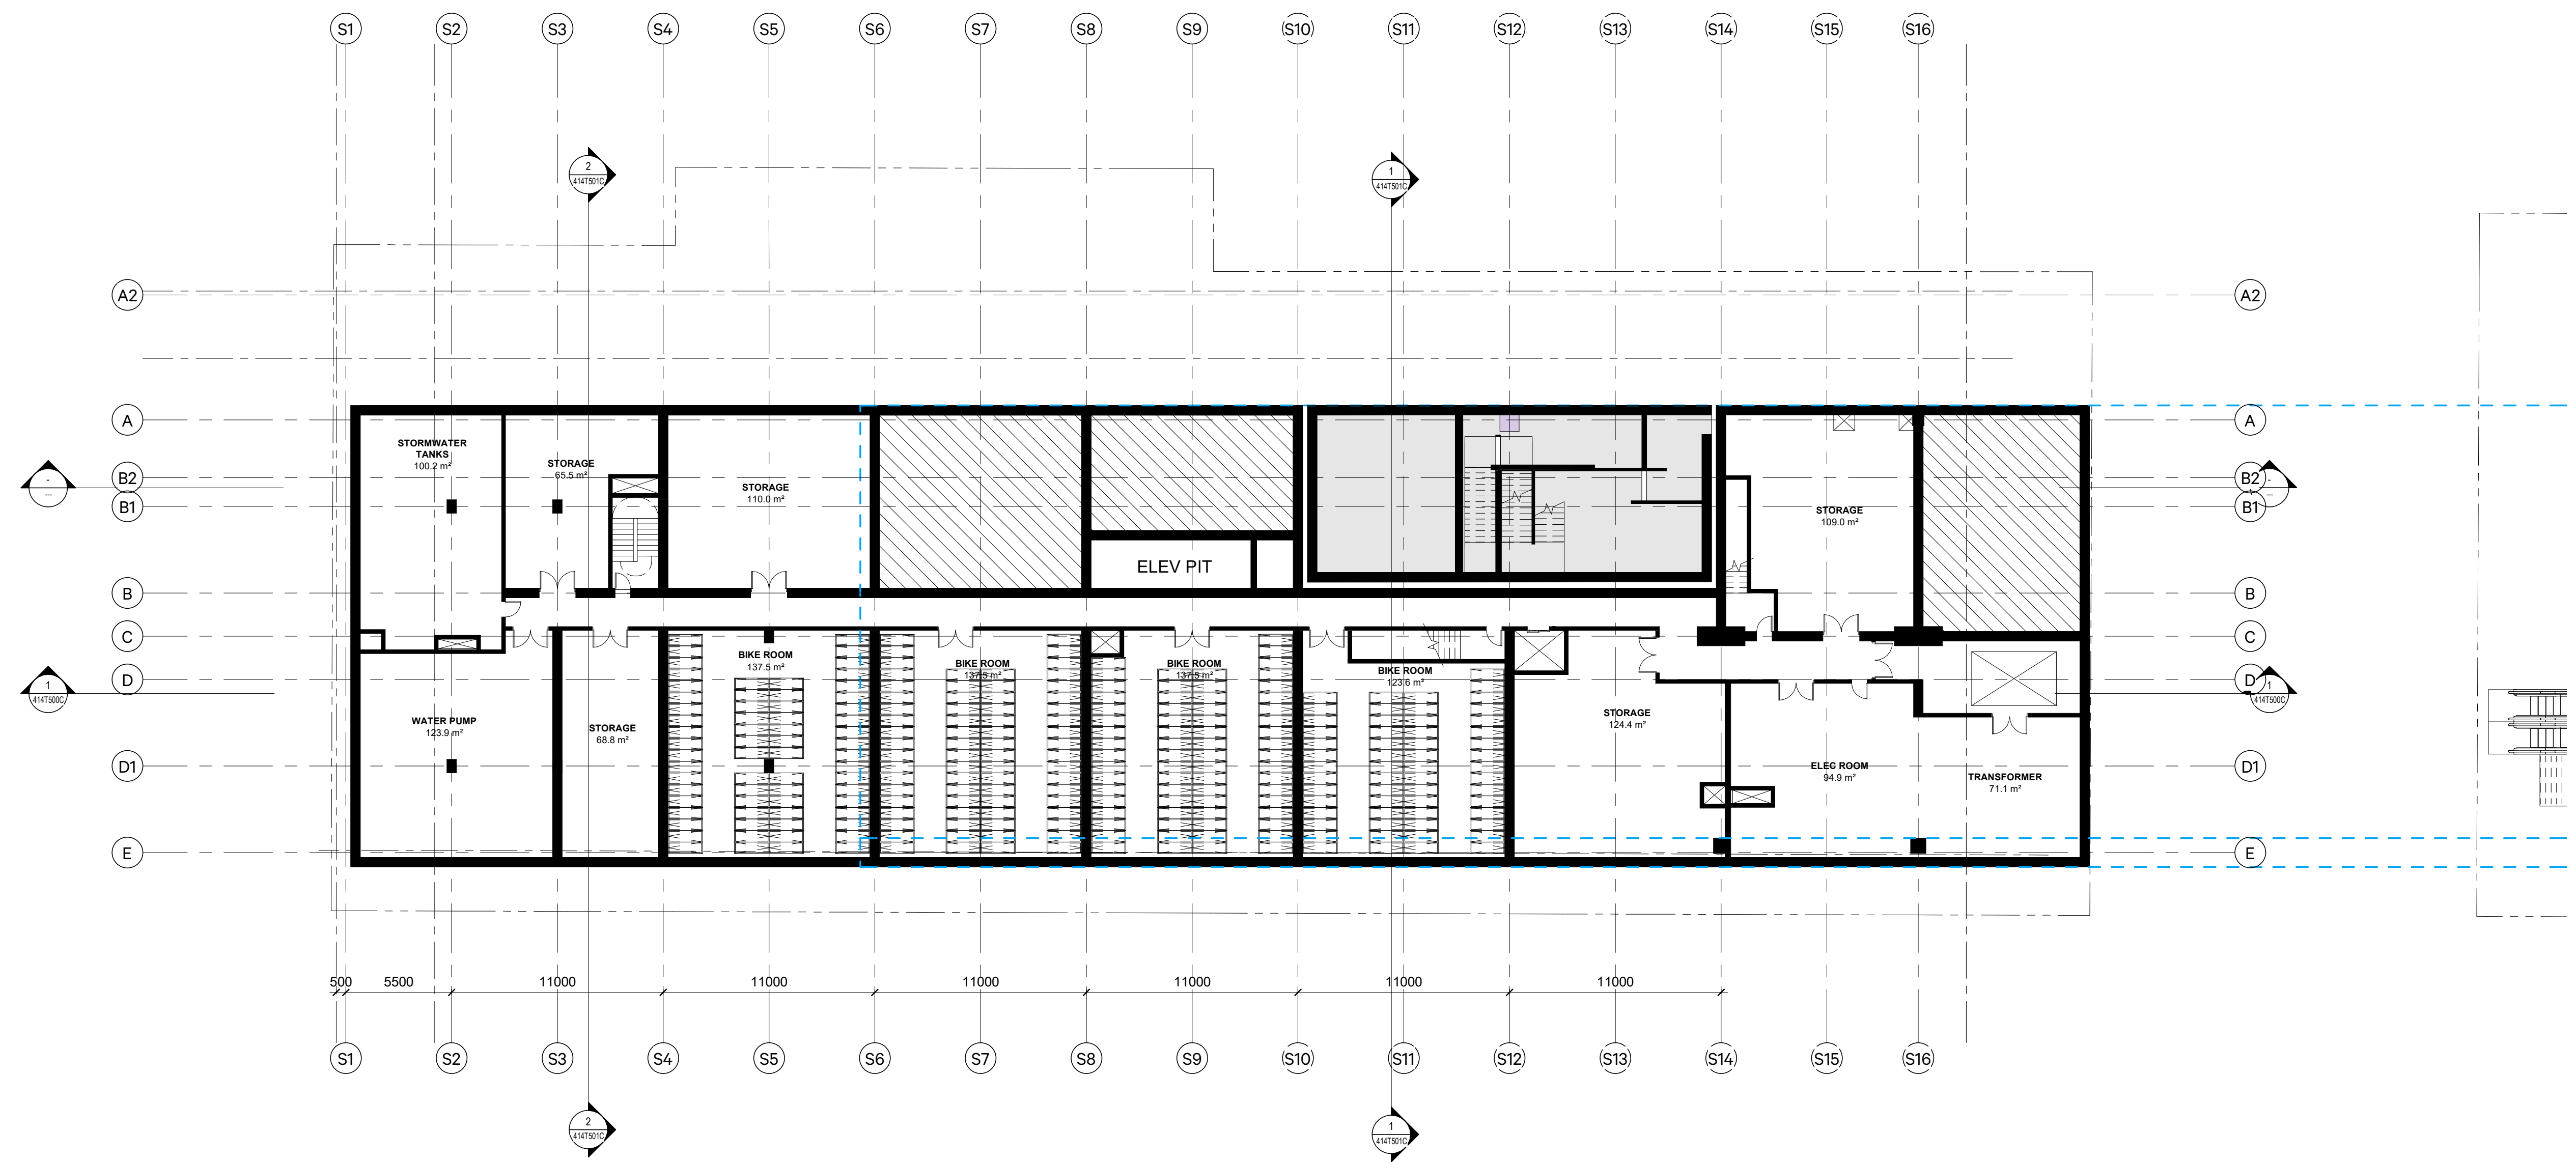 S1 S2 S3 S4 S5 S6 S7 S8 S9 S10 S11 S12 S13 S14 S15 S16
2
414T501C
1
414T501C
A2 A2
A A
B2 B2
B1 B1
B B
C C
D D
D1 D1
E E
-
---
-
---
1
414T500C
1
414T500C
STORMWATER
TANKS
100.2 m²
STORAGE
65.5 m²
STORAGE
110.0 m²
ELEV PIT
STORAGE
109.0 m²
WATER PUMP
123.9 m²
STORAGE
68.8 m²
BIKE ROOM
137.5 m²
BIKE ROOM
137.5 m²
BIKE ROOM
137.5 m²
BIKE ROOM
123.6 m²
STORAGE
124.4 m²
ELEC ROOM
94.9 m²
TRANSFORMER
71.1 m²
500 5500 11000 11000 11000 11000 11000 11000
S1 S2 S3 S4 S5 S6 S7 S8 S9 S10 S11 S12 S13 S14 S15 S16
2
414T501C
1
414T501C